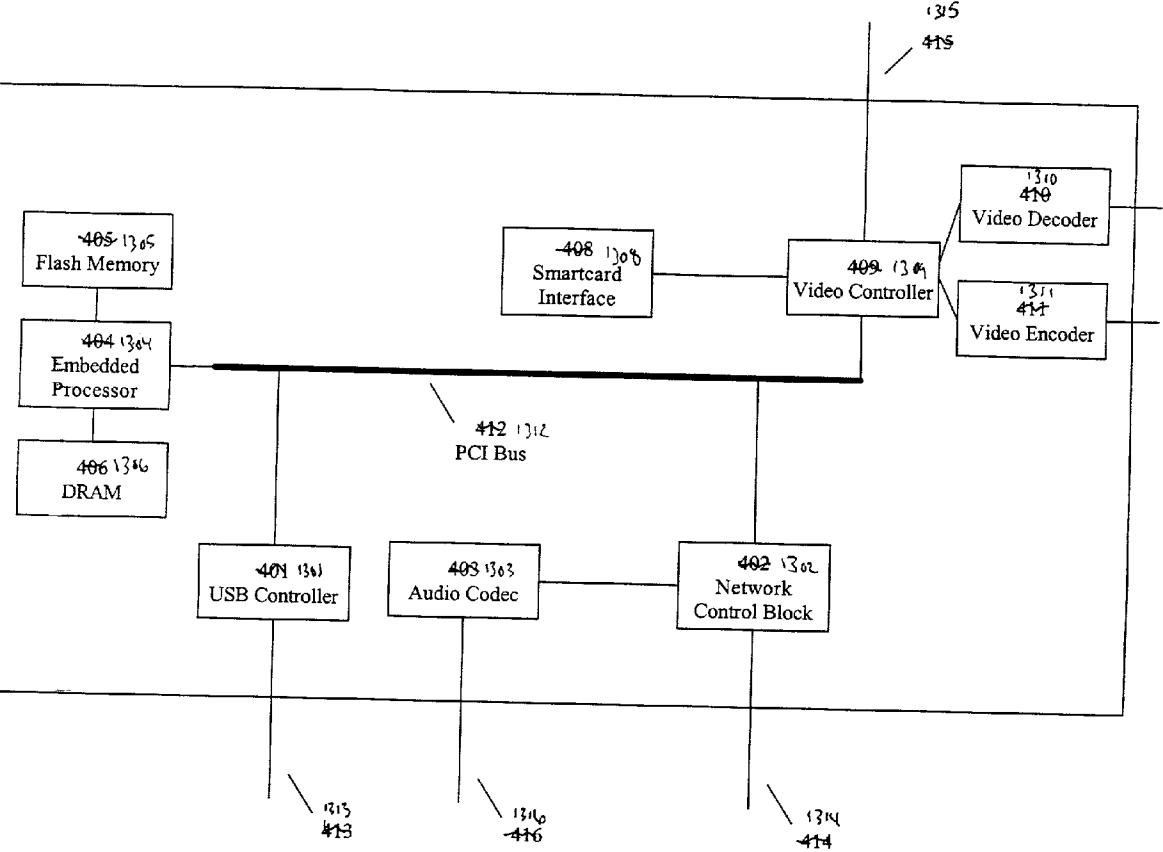 1315
415
1310
410
Video Decoder
405 1305
Flash Memory
408 1308
Smartcard
Interface
409 1309
Video Controller
1311
411
Video Encoder
404 1304
Embedded
Processor
412 1312
PCI Bus
406 1306
DRAM
401 1301
USB Controller
403 1303
Audio Codec
402 1302
Network
Control Block
1313
413
1316
416
1314
414